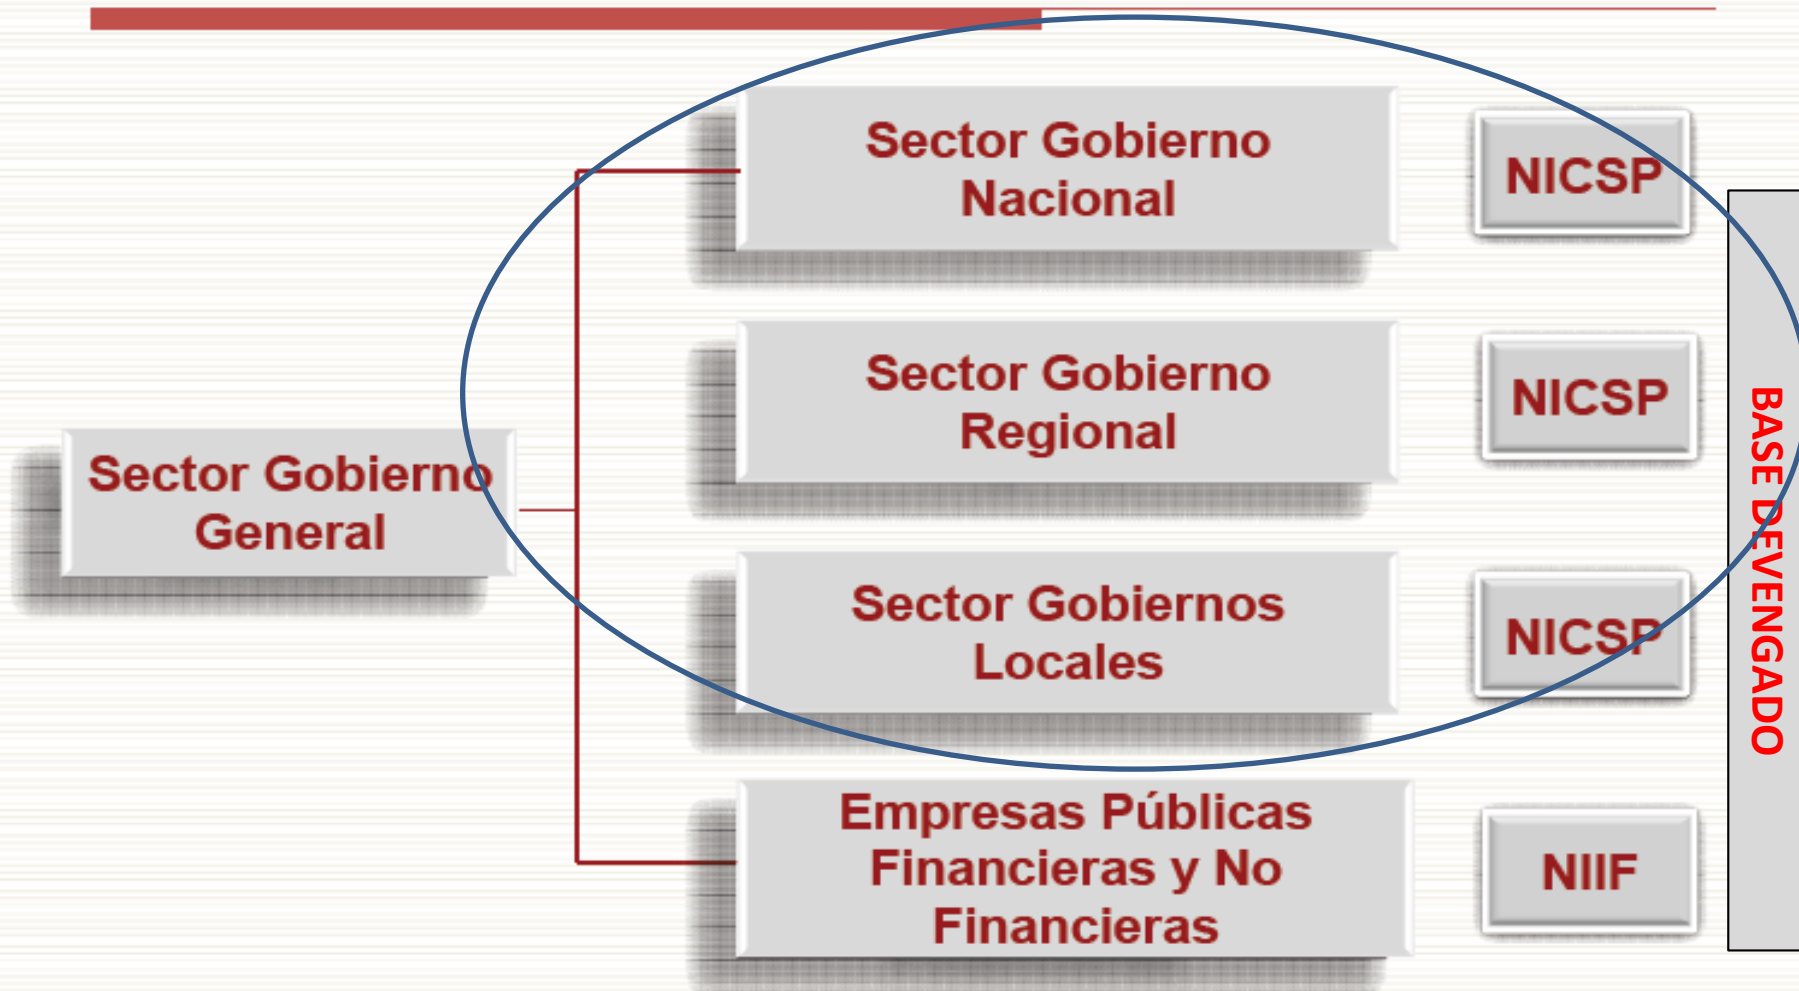 Sector Gobierno
General
Sector Gobierno
Nacional
NICSP
Sector Gobierno
Regional
NICSP
Sector Gobiernos
Locales
NICSP
Empresas Públicas
Financieras y No
Financieras
NIIF
BASE DEVENGADO